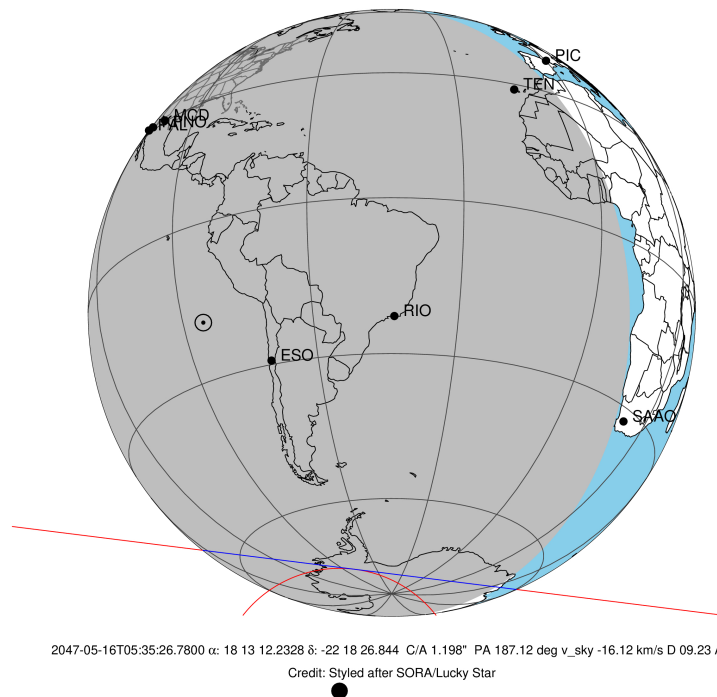 PIC
TEN
MCD
SAAO
RIO
ESO
2047-05-16T05:35:26.7800 α: 18 13 12.2328 δ: -22 18 26.844 C/A 1.198" PA 187.12 deg v_sky -16.12 km/s D 09.23 A
Credit: Styled after SORA/Lucky Star